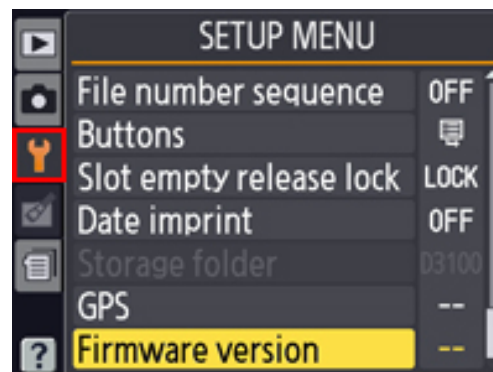 SETUP MENU
File number sequence OFF
Buttons
Slot empty release lock LOCK
Date imprint OFF
Storage folder D3100
GPS --
Firmware version --
?